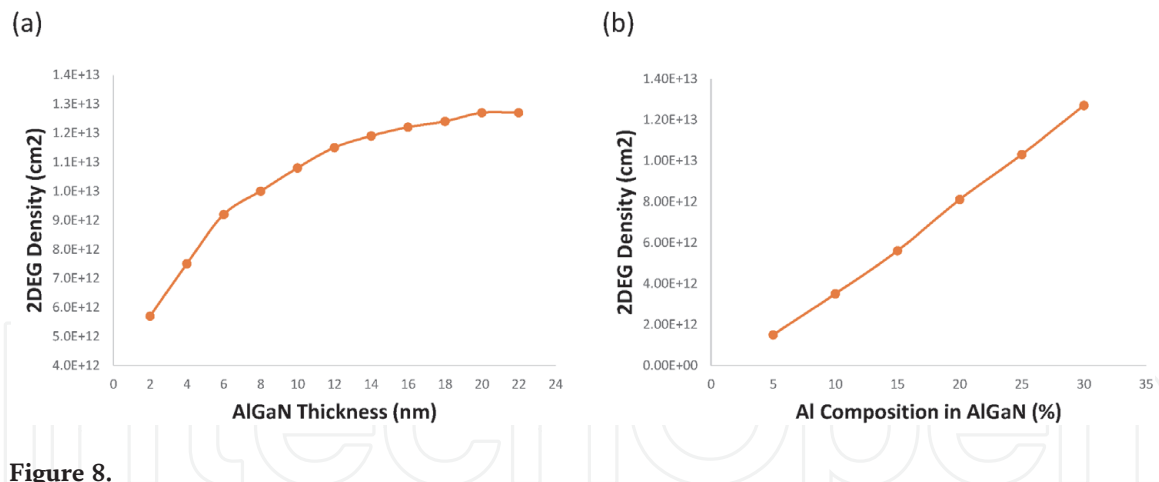 (a)
1.4E+13
1.3E+13
1.2E+13
1.1E+13
1.0E+13
9.0E+12
8.0E+12
7.0E+12
6.0E+12
5.0E+12
4.0E+12
2DEG Density (cm2)
0 2 4 6 8 10 12 14 16 18 20 22 24
AlGaN Thickness (nm)
(b)
1.40E+13
1.20E+13
1.00E+13
8.00E+12
6.00E+12
4.00E+12
2.00E+12
0.00E+00
2DEG Density (cm2)
0 5 10 15 20 25 30 35
Al Composition in AlGaN (%)
IntechOpen
Figure 8.